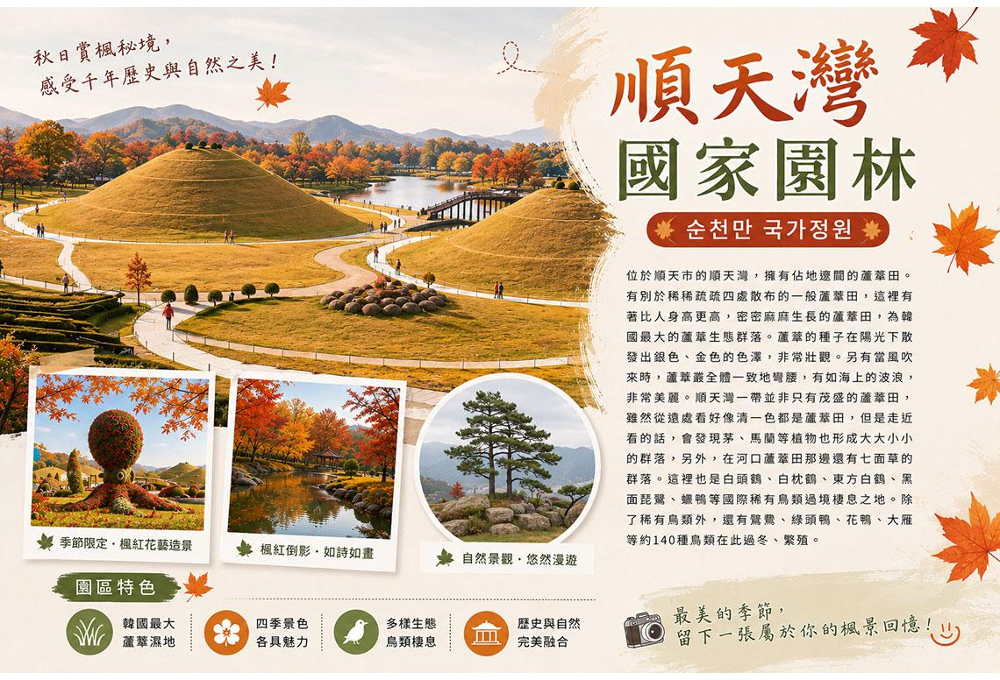 秋日賞楓秘境，
感受千年歷史與自然之美！
順天灣
國家園林
순천만 국가정원
位於順天市的順天灣，擁有佔地遼闊的蘆葦田。
有別於稀稀疏疏四處散布的一般蘆葦田，這裡有
著比人身高更高，密密麻麻生長的蘆葦田，為韓
國最大的蘆葦生態群落。蘆葦的種子在陽光下散
發出銀色、金色的色澤，非常壯觀。另有當風吹
來時，蘆葦叢全體一致地彎腰，有如海上的波浪，
非常美麗。順天灣一帶並非只有茂盛的蘆葦田，
雖然從遠處看好像清一色都是蘆葦田，但是走近
看的話，會發現茅、馬蘭等植物也形成大大小小
的群落，另外，在河口蘆葦田那邊還有七面草的
群落。這裡也是白頭鶴、白枕鶴、東方白鶴、黑
面琵鷺、蠟鴨等國際稀有鳥類過境棲息之地。除
了稀有鳥類外，還有鷺鴦、綠頭鴨、花鴨、大雁
等約140種鳥類在此過冬、繁殖。
季節限定·楓紅花藝造景
楓紅倒影·如詩如畫
自然景觀·悠然漫遊
園區特色
韓國最大
蘆葦濕地
四季景色
各具魅力
多樣生態
鳥類棲息
歷史與自然
完美融合
最美的季節，
留下一張屬於你的楓景回憶！